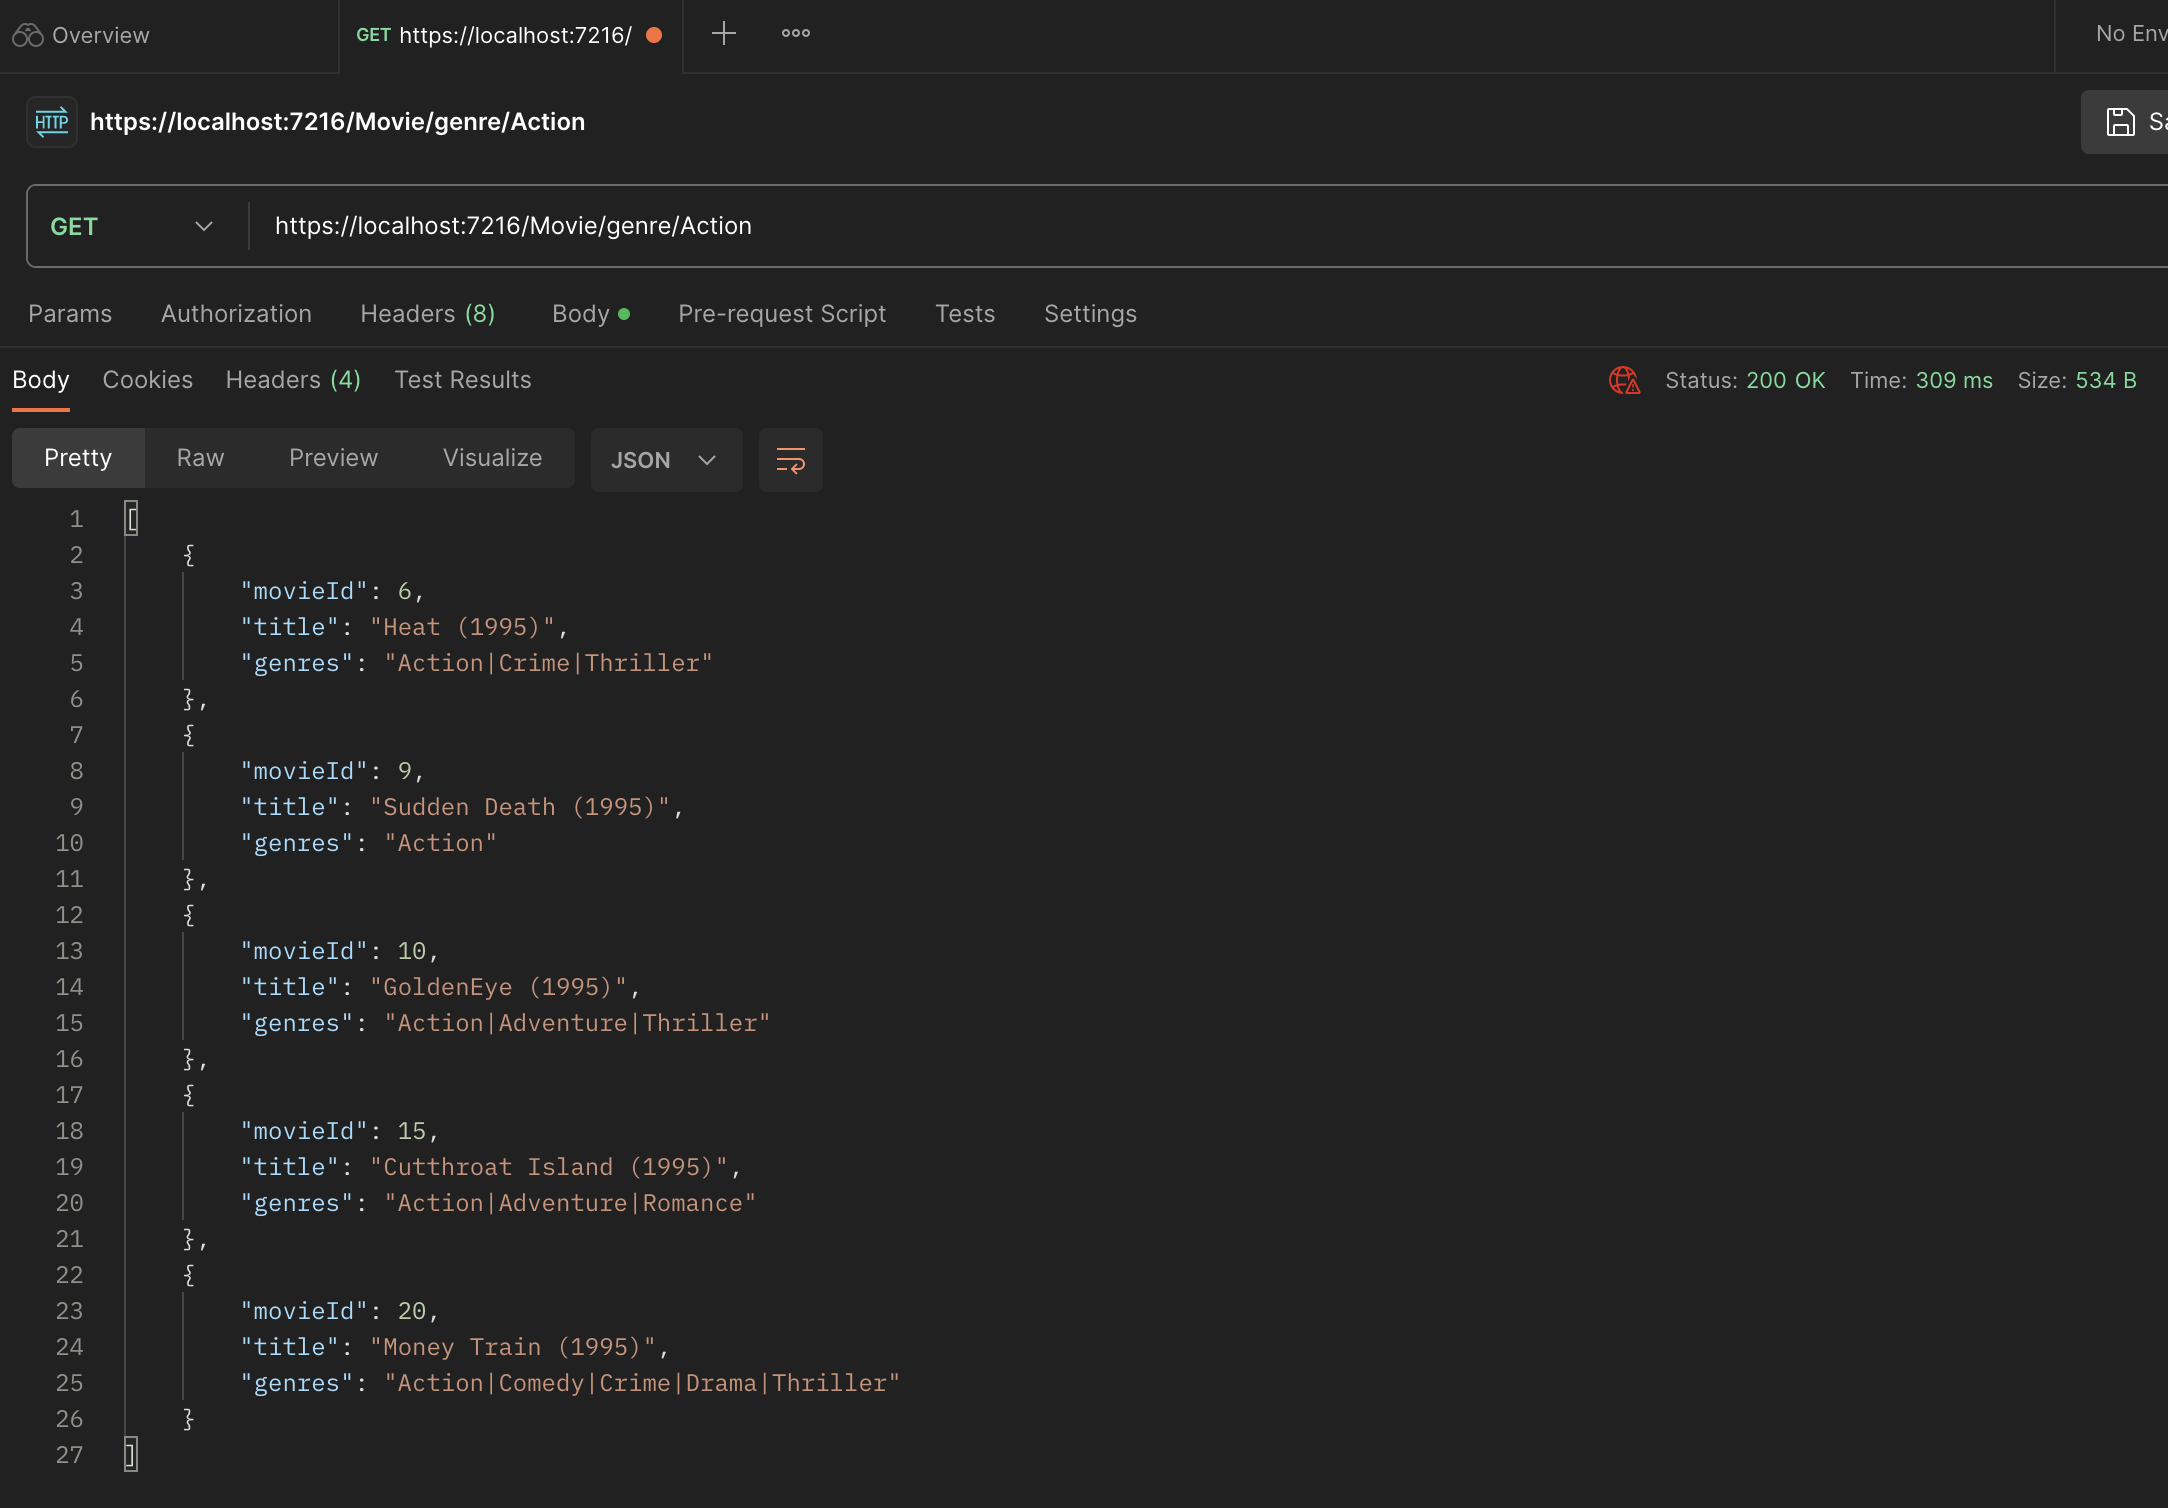 Overview
GET https://localhost:7216/
No Env
HTTP https://localhost:7216/Movie/genre/Action
Sa
GET https://localhost:7216/Movie/genre/Action
Params Authorization Headers (8) Body Pre-request Script Tests Settings
Body Cookies Headers (4) Test Results Status: 200 OK Time: 309 ms Size: 534 B
Pretty Raw Preview Visualize JSON
1 [
2 {
3 "movieId": 6,
4 "title": "Heat (1995)",
5 "genres": "Action|Crime|Thriller"
6 },
7 {
8 "movieId": 9,
9 "title": "Sudden Death (1995)",
10 "genres": "Action"
11 },
12 {
13 "movieId": 10,
14 "title": "GoldenEye (1995)",
15 "genres": "Action|Adventure|Thriller"
16 },
17 {
18 "movieId": 15,
19 "title": "Cutthroat Island (1995)",
20 "genres": "Action|Adventure|Romance"
21 },
22 {
23 "movieId": 20,
24 "title": "Money Train (1995)",
25 "genres": "Action|Comedy|Crime|Drama|Thriller"
26 }
27 ]